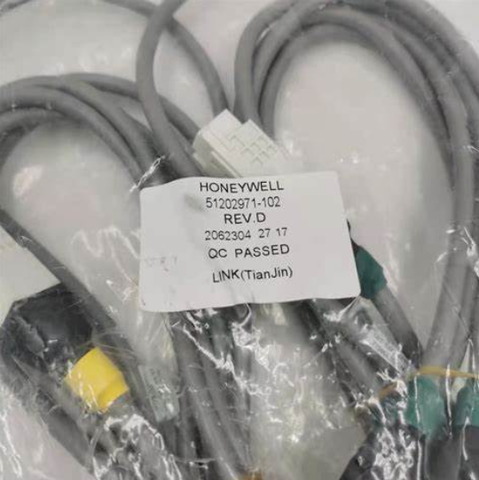 HONEYWELL
51202971-102
REV.D
2062304 27 17
QC PASSED
LINK(TianJin)